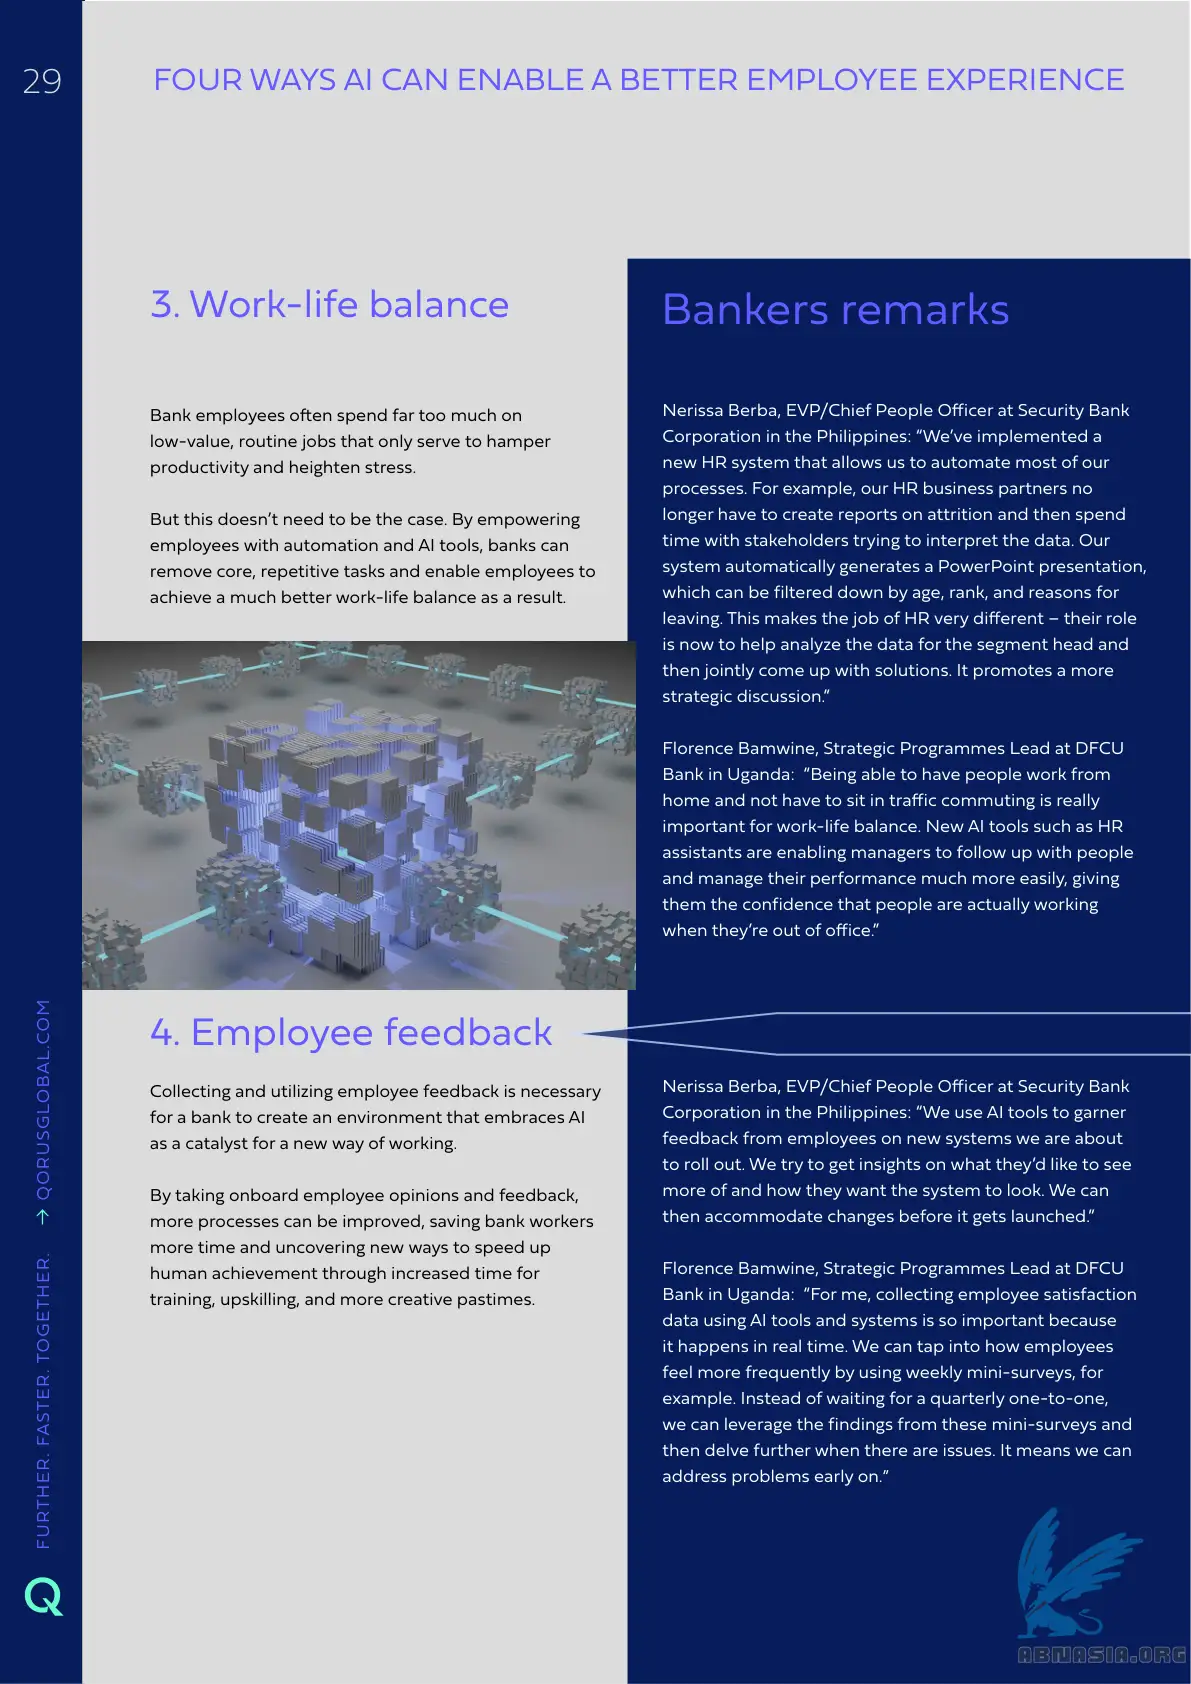 29
FOUR WAYS AI CAN ENABLE A BETTER EMPLOYEE EXPERIENCE
3. Work-life balance
Bank employees often spend far too much on
low-value, routine jobs that only serve to hamper
productivity and heighten stress.
But this doesn’t need to be the case. By empowering
employees with automation and AI tools, banks can
remove core, repetitive tasks and enable employees to
achieve a much better work-life balance as a result.
4. Employee feedback
Collecting and utilizing employee feedback is necessary
for a bank to create an environment that embraces AI
as a catalyst for a new way of working.
By taking onboard employee opinions and feedback,
more processes can be improved, saving bank workers
more time and uncovering new ways to speed up
human achievement through increased time for
training, upskilling, and more creative pastimes.
Bankers remarks
Nerissa Berba, EVP/Chief People Officer at Security Bank
Corporation in the Philippines: “We’ve implemented a
new HR system that allows us to automate most of our
processes. For example, our HR business partners no
longer have to create reports on attrition and then spend
time with stakeholders trying to interpret the data. Our
system automatically generates a PowerPoint presentation,
which can be filtered down by age, rank, and reasons for
leaving. This makes the job of HR very different – their role
is now to help analyze the data for the segment head and
then jointly come up with solutions. It promotes a more
strategic discussion.”
Florence Bamwine, Strategic Programmes Lead at DFCU
Bank in Uganda: “Being able to have people work from
home and not have to sit in traffic commuting is really
important for work-life balance. New AI tools such as HR
assistants are enabling managers to follow up with people
and manage their performance much more easily, giving
them the confidence that people are actually working
when they’re out of office.”
Nerissa Berba, EVP/Chief People Officer at Security Bank
Corporation in the Philippines: “We use AI tools to garner
feedback from employees on new systems we are about
to roll out. We try to get insights on what they’d like to see
more of and how they want the system to look. We can
then accommodate changes before it gets launched.”
Florence Bamwine, Strategic Programmes Lead at DFCU
Bank in Uganda: “For me, collecting employee satisfaction
data using AI tools and systems is so important because
it happens in real time. We can tap into how employees
feel more frequently by using weekly mini-surveys, for
example. Instead of waiting for a quarterly one-to-one,
we can leverage the findings from these mini-surveys and
then delve further when there are issues. It means we can
address problems early on.”
FURTHER. FASTER. TOGETHER. → QORUSGLOBAL.COM
Q
ABNASIA.ORG